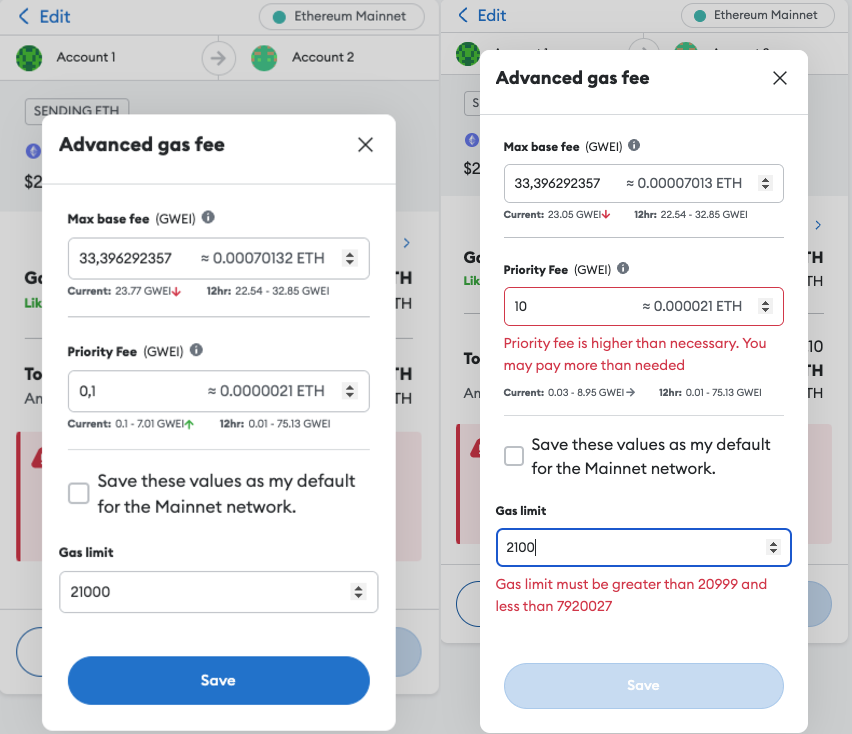 Edit
Ethereum Mainnet
Account 1
Account 2
SENDING ETH
$2
Advanced gas fee
Max base fee (GWEI)
33,396292357 ≈ 0.00070132 ETH
Current: 23.77 GWEI↓ 12hr: 22.54 - 32.85 GWEI
Priority Fee (GWEI)
0,1 ≈ 0.0000021 ETH
Current: 0.1 - 7.01 GWEI↑ 12hr: 0.01 - 75.13 GWEI
Save these values as my default
for the Mainnet network.
Gas limit
21000
Save
Edit
Ethereum Mainnet
$2
Advanced gas fee
Max base fee (GWEI)
33,396292357 ≈ 0.00007013 ETH
Current: 23.05 GWEI↓ 12hr: 22.54 - 32.85 GWEI
Priority Fee (GWEI)
10 ≈ 0.000021 ETH
Priority fee is higher than necessary. You
may pay more than needed
Current: 0.03 - 8.95 GWEI→ 12hr: 0.01 - 75.13 GWEI
Save these values as my default
for the Mainnet network.
Gas limit
2100
Gas limit must be greater than 20999 and
less than 7920027
Save